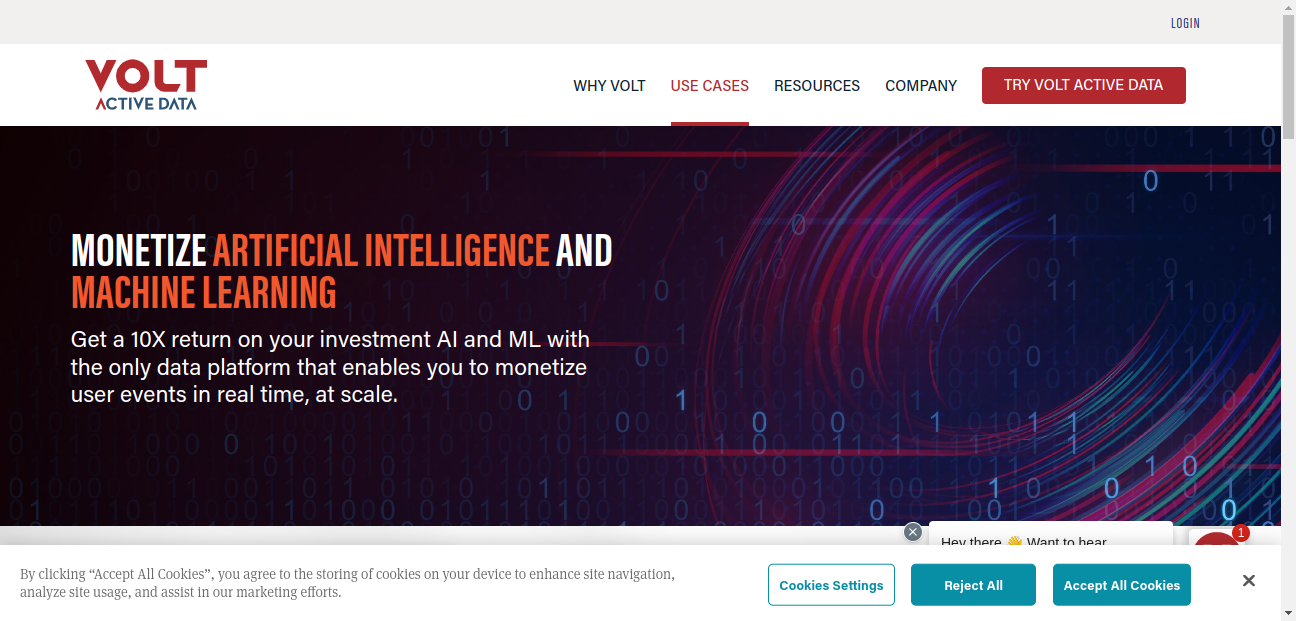 LOGIN
VOLT
ACTIVE DATA
WHY VOLT
USE CASES
RESOURCES
COMPANY
TRY VOLT ACTIVE DATA
MONETIZE ARTIFICIAL INTELLIGENCE AND
MACHINE LEARNING
Get a 10X return on your investment AI and ML with
the only data platform that enables you to monetize
user events in real time, at scale.
Hey there 👋 Want to hear
1
By clicking “Accept All Cookies”, you agree to the storing of cookies on your device to enhance site navigation,
analyze site usage, and assist in our marketing efforts.
Cookies Settings
Reject All
Accept All Cookies